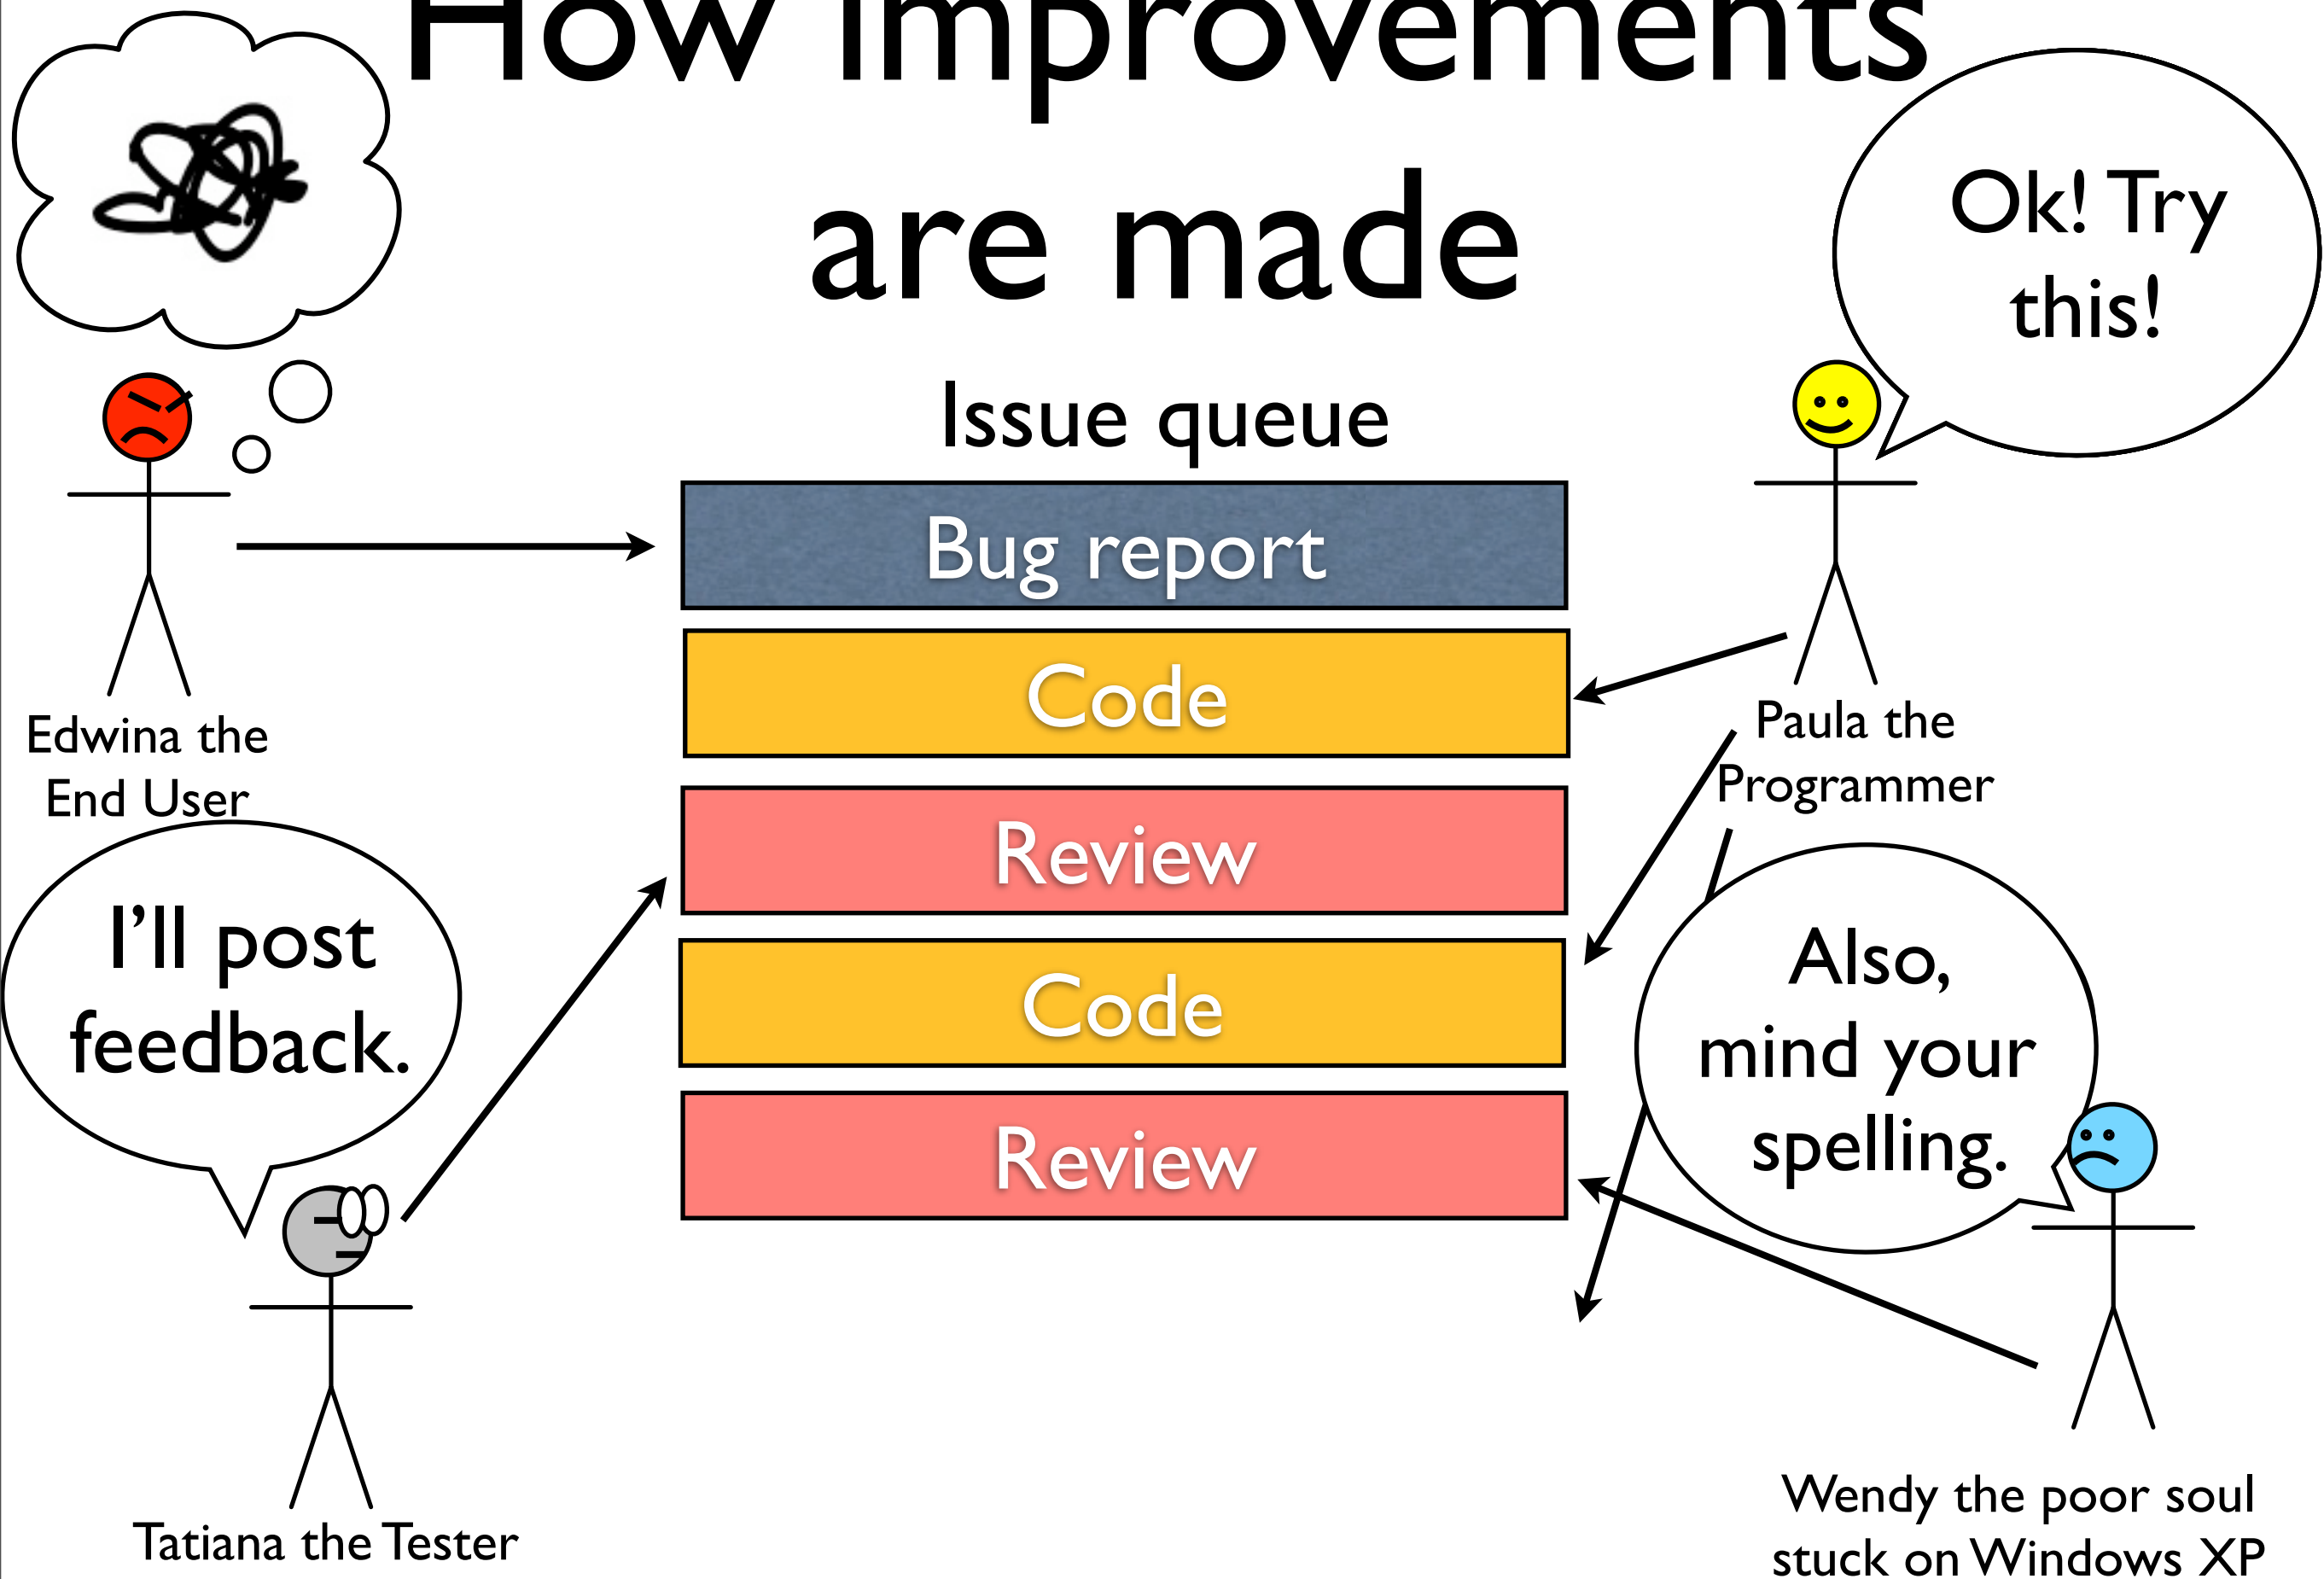 How improvements
are made
Ok! Try
this!
Issue queue
Bug report
Code
Edwina the
End User
Paula the
Programmer
Review
I'll post
feedback.
Code
Also,
mind your
spelling.
Review
Tatiana the Tester
Wendy the poor soul
stuck on Windows XP